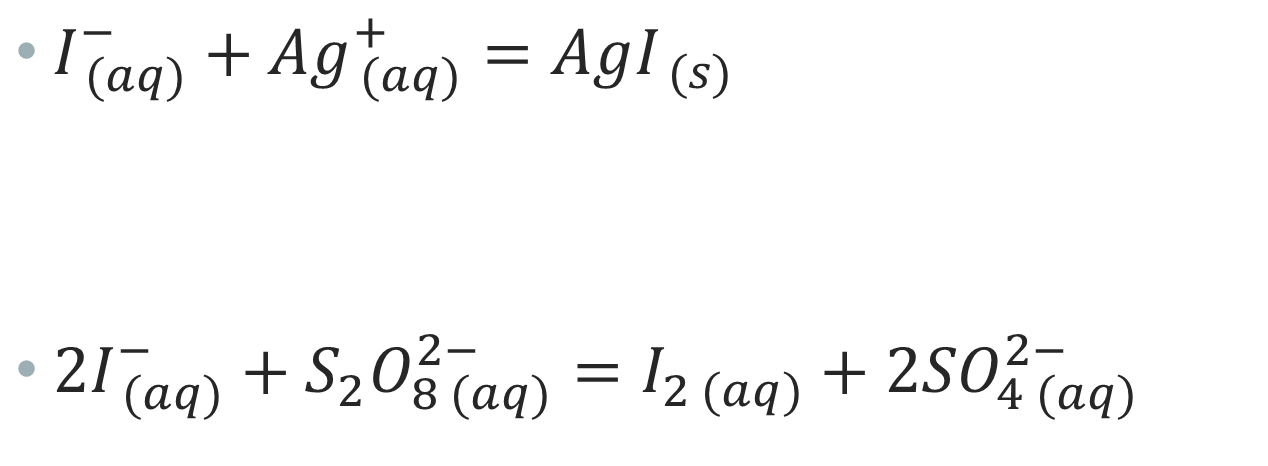 • I⁻(aq) + Ag⁺(aq) = AgI(s)
• 2I⁻(aq) + S₂O₈²⁻(aq) = I₂(aq) + 2SO₄²⁻(aq)